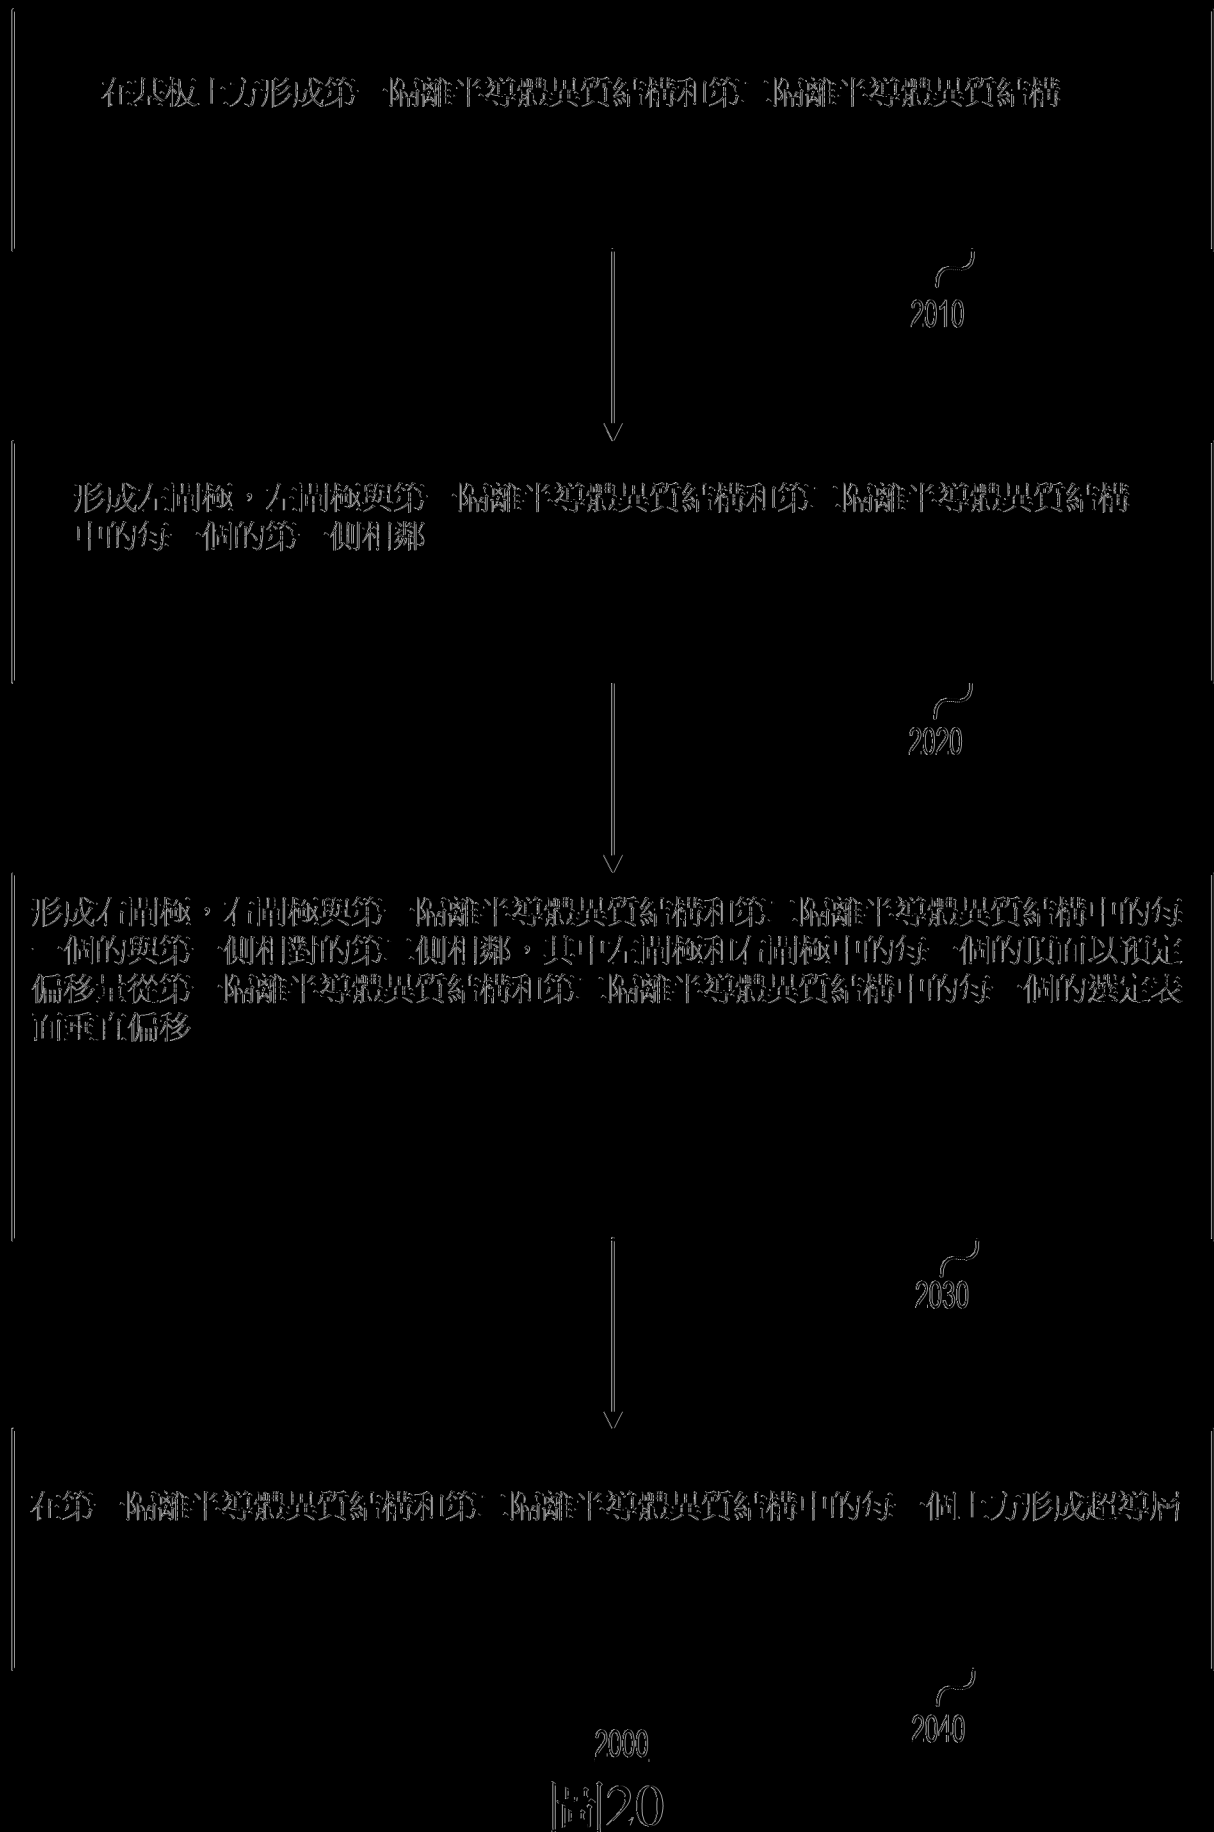 在基板上方形成第一隔離半導體異質結構和第二隔離半導體異質結構
2010
形成左閘極，左閘極與第一隔離半導體異質結構和第二隔離半導體異質結構
中的每一個的第一側相鄰
2020
形成右閘極，右閘極與第一隔離半導體異質結構和第二隔離半導體異質結構中的每
一個的與第一側相對的第二側相鄰，其中左閘極和右閘極中的每一個的頂面以預定
偏移量從第一隔離半導體異質結構和第二隔離半導體異質結構中的每一個的選定表
面垂直偏移
2030
在第一隔離半導體異質結構和第二隔離半導體異質結構中的每一個上方形成超導層
2040
2000
圖20